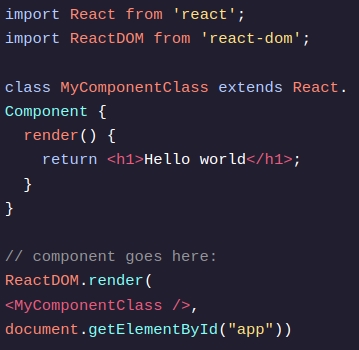 import React from 'react';
import ReactDOM from 'react-dom';

class MyComponentClass extends React.
Component {
  render() {
    return <h1>Hello world</h1>;
  }
}

// component goes here:
ReactDOM.render(
<MyComponentClass />,
document.getElementById("app"))